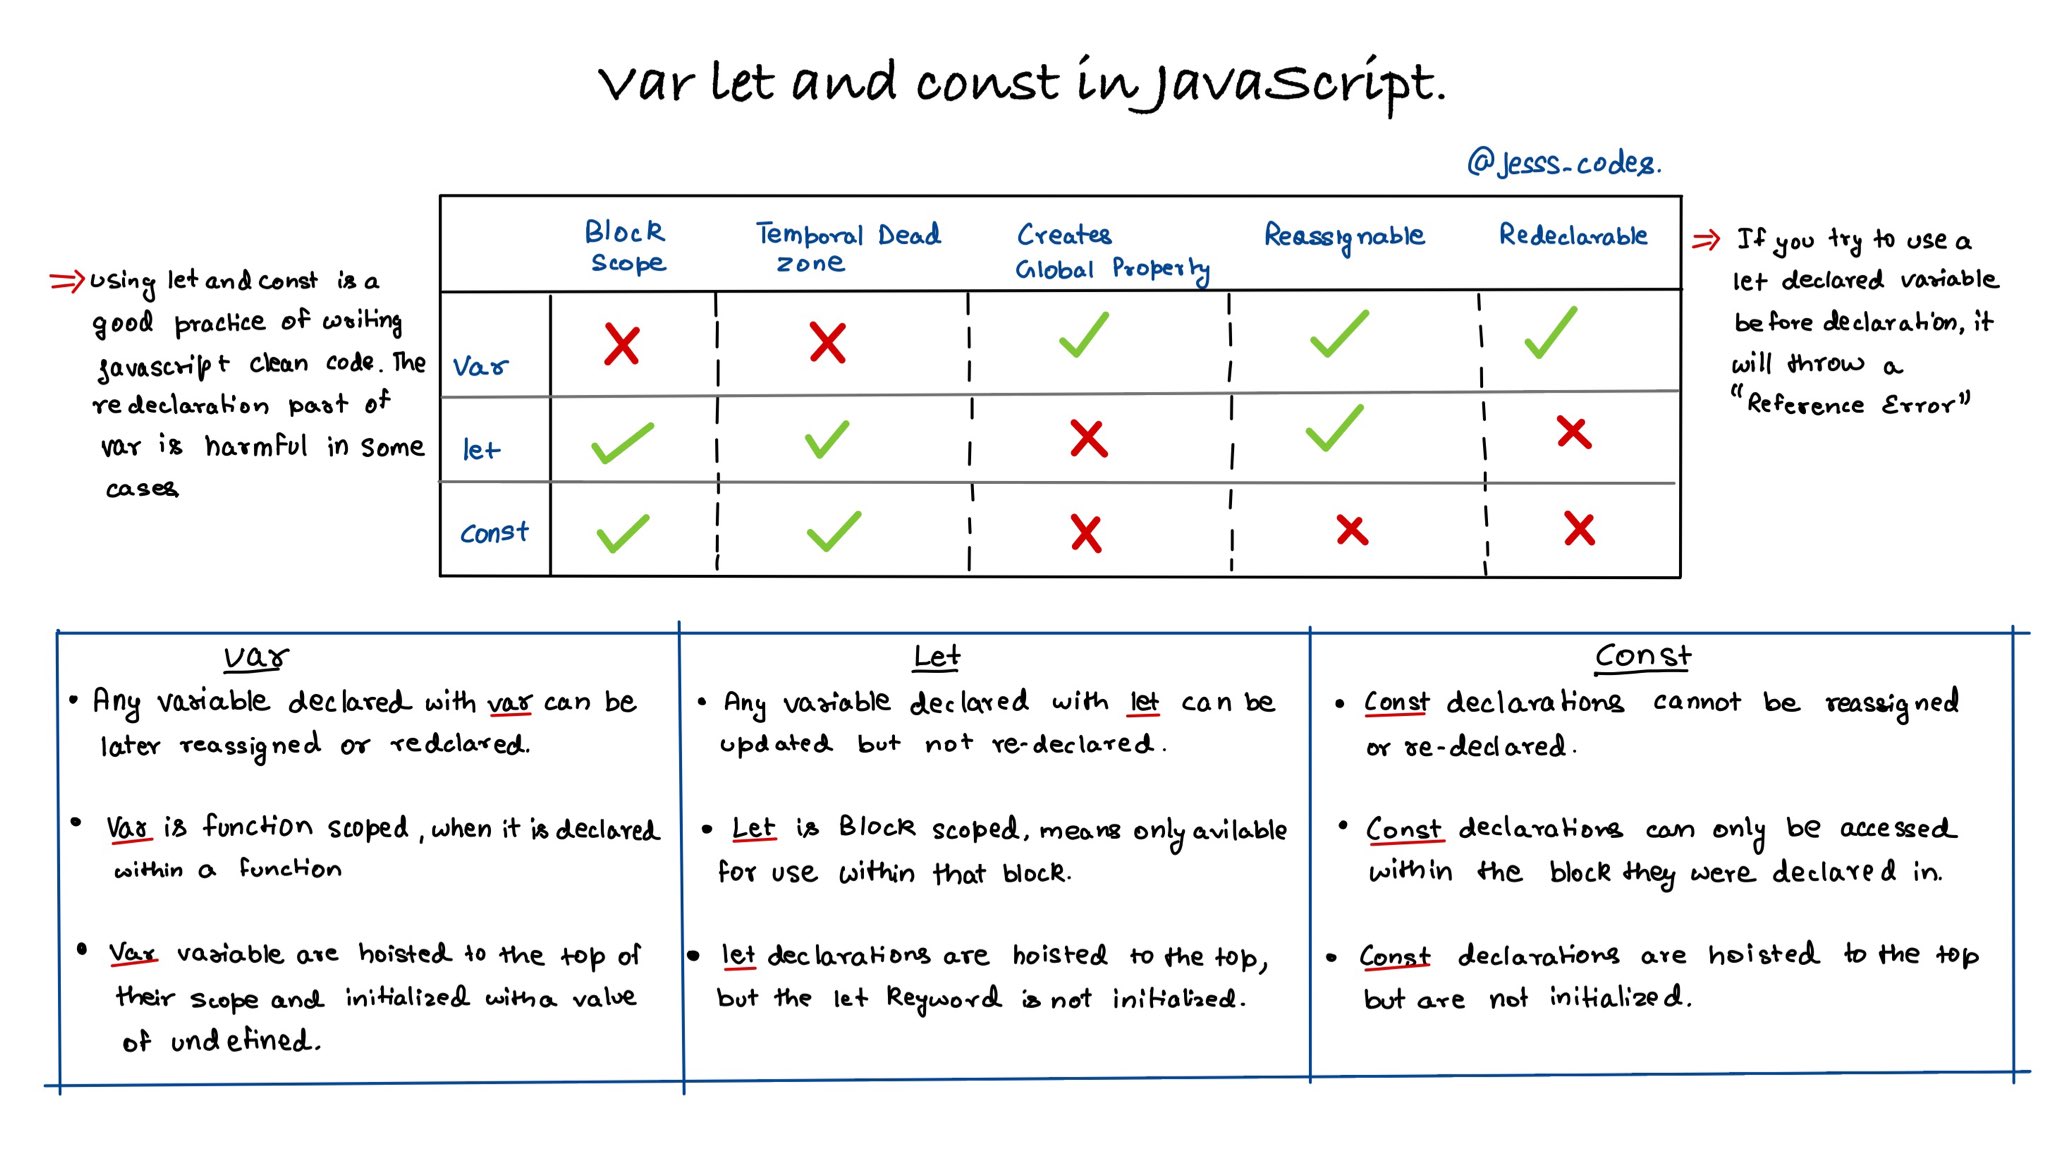 Var let and const in JavaScript.
@jesss_codes.
⇒ Using let and const is a
good practice of writing
javascript clean code. The
redeclaration part of
var is harmful in some
cases
Block Scope | Temporal Dead Zone | Creates Global Property | Reassignable | Redeclarable
Var ✗ ✗ ✓ ✓ ✓
let ✓ ✓ ✗ ✓ ✗
Const ✓ ✓ ✗ ✗ ✗
⇒ If you try to use a
let declared variable
before declaration, it
will throw a
"Reference Error"
Var
• Any variable declared with var can be
later reassigned or redclared.
• Var is function scoped, when it is declared
within a function
• Var variable are hoisted to the top of
their scope and initialized with a value
of undefined.
Let
• Any variable declared with let can be
updated but not re-declared.
• Let is Block scoped, means only avilable
for use within that block.
• let declarations are hoisted to the top,
but the let Keyword is not initialized.
Const
• Const declarations cannot be reassigned
or re-declared.
• Const declarations can only be accessed
within the block they were declared in.
• Const declarations are hoisted to the top
but are not initialized.